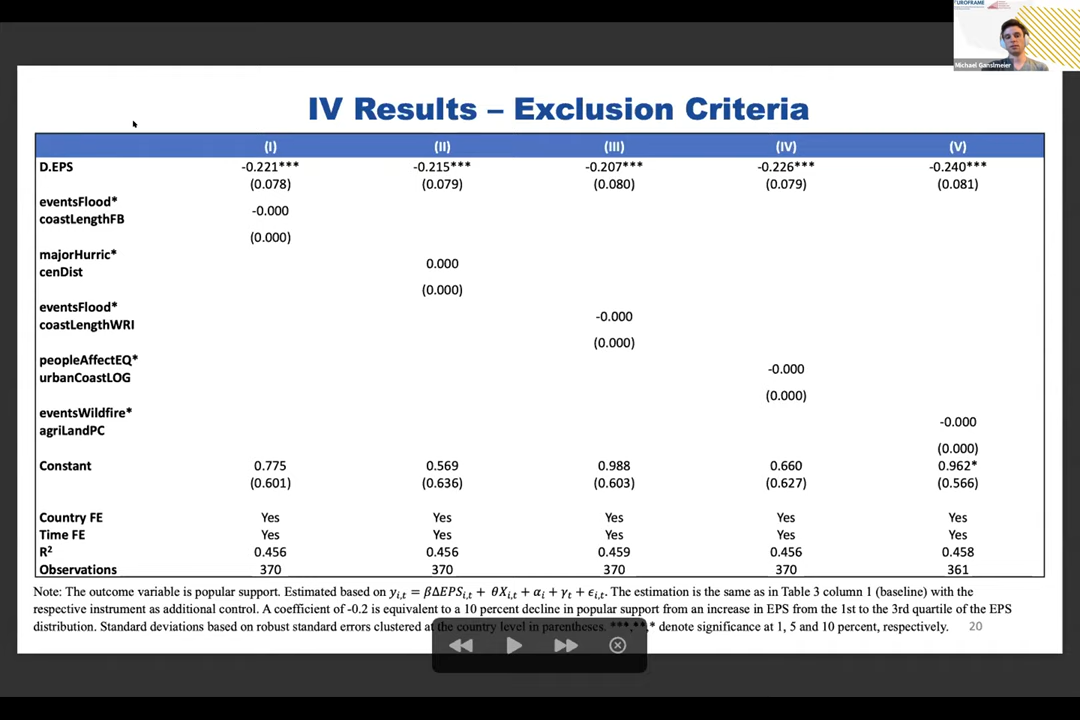 EUROFRAME
Michael Ganslmeier
IV Results – Exclusion Criteria
(I) (II) (III) (IV) (V)
D.EPS -0.221*** -0.215*** -0.207*** -0.226*** -0.240***
(0.078) (0.079) (0.080) (0.079) (0.081)
eventsFlood*
coastLengthFB -0.000
(0.000)
majorHurric*
cenDist 0.000
(0.000)
eventsFlood*
coastLengthWRI -0.000
(0.000)
peopleAffectEQ*
urbanCoastLOG -0.000
(0.000)
eventsWildfire*
agriLandPC -0.000
(0.000)
Constant 0.775 0.569 0.988 0.660 0.962*
(0.601) (0.636) (0.603) (0.627) (0.566)
Country FE Yes Yes Yes Yes Yes
Time FE Yes Yes Yes Yes Yes
R² 0.456 0.456 0.459 0.456 0.458
Observations 370 370 370 370 361
Note: The outcome variable is popular support. Estimated based on yᵢ,ₜ = βΔEPSᵢ,ₜ + θXᵢ,ₜ + αᵢ + γₜ + ϵᵢ,ₜ. The estimation is the same as in Table 3 column 1 (baseline) with the
respective instrument as additional control. A coefficient of -0.2 is equivalent to a 10 percent decline in popular support from an increase in EPS from the 1st to the 3rd quartile of the EPS
distribution. Standard deviations based on robust standard errors clustered at the country level in parentheses. ***,**,* denote significance at 1, 5 and 10 percent, respectively.
20